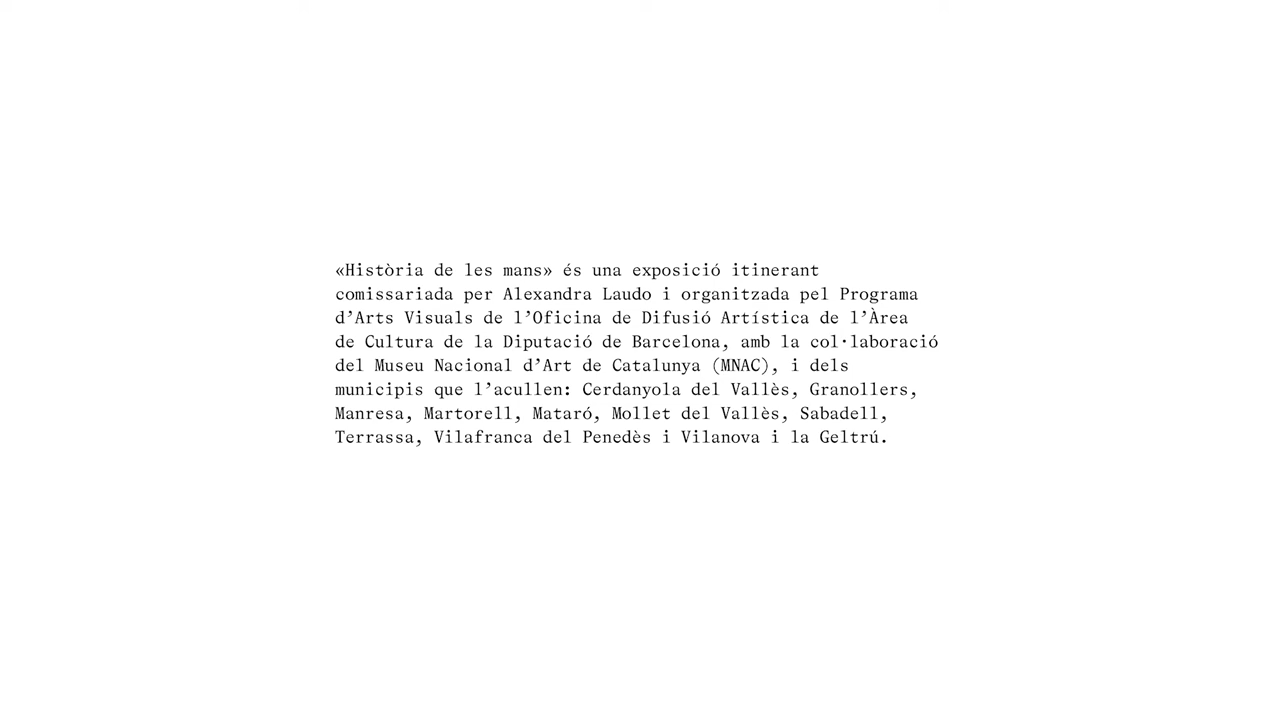 «Història de les mans» és una exposició itinerant
comissariada per Alexandra Laudo i organitzada pel Programa
d’Arts Visuals de l’Oficina de Difusió Artística de l’Àrea
de Cultura de la Diputació de Barcelona, amb la col·laboració
del Museu Nacional d’Art de Catalunya (MNAC), i dels
municipis que l’acullen: Cerdanyola del Vallès, Granollers,
Manresa, Martorell, Mataró, Mollet del Vallès, Sabadell,
Terrassa, Vilafranca del Penedès i Vilanova i la Geltrú.